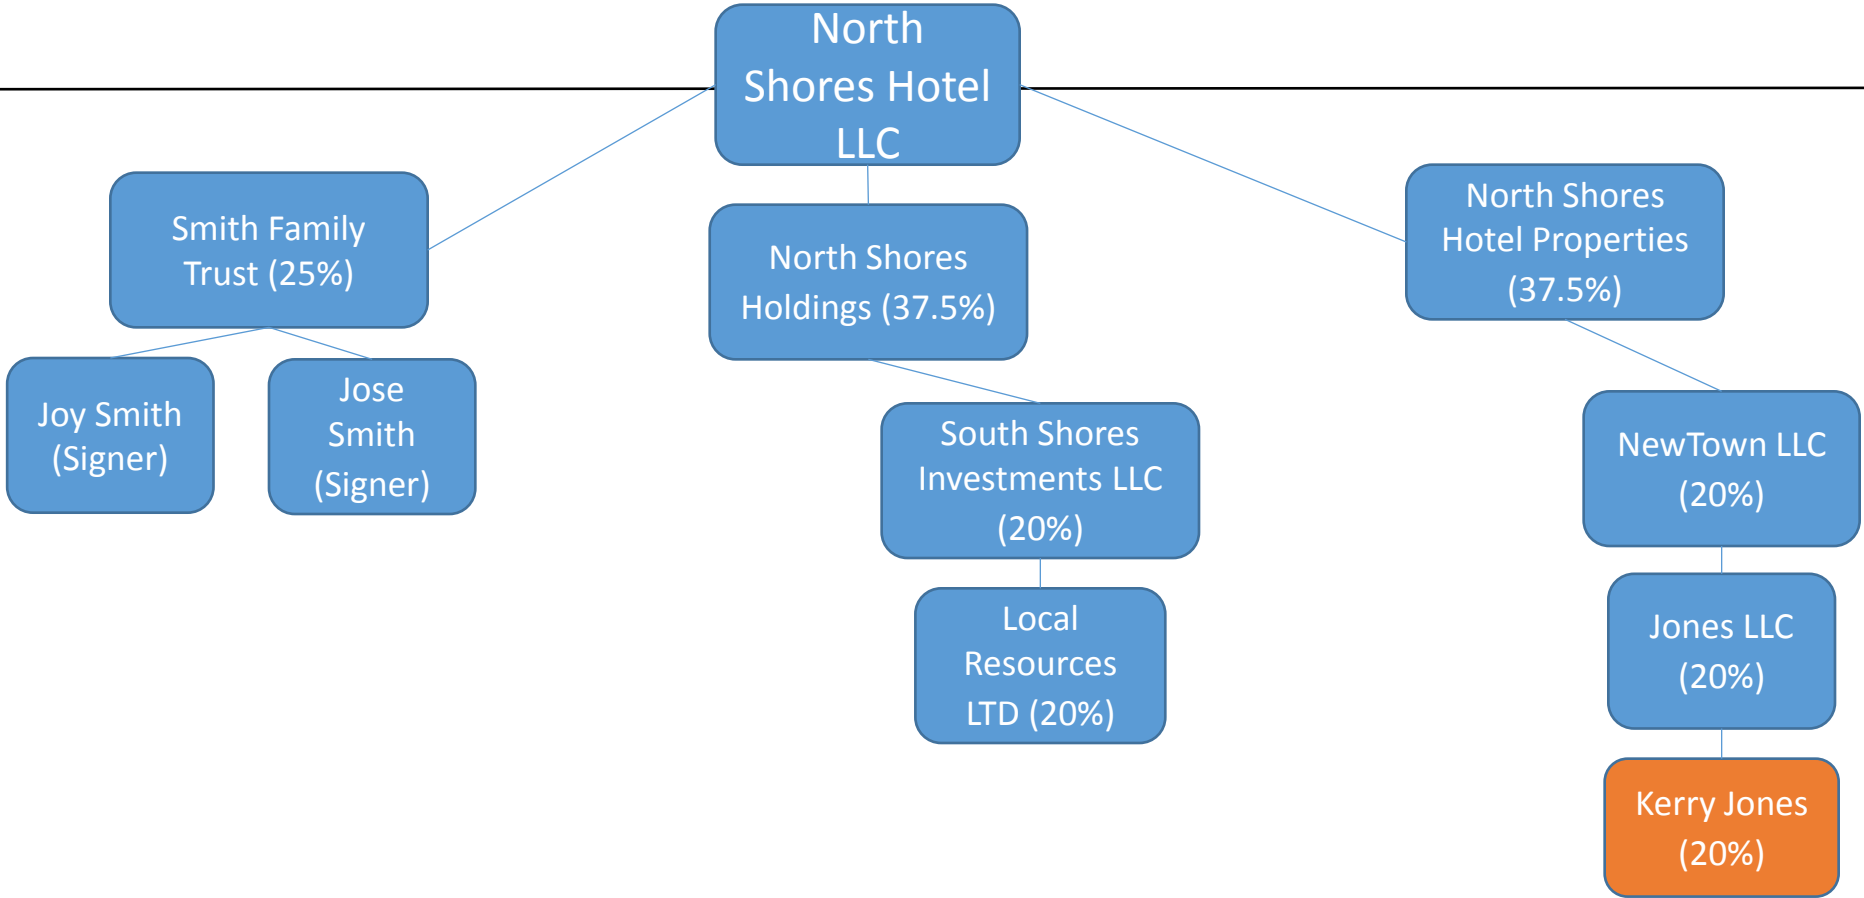 North
Shores Hotel
LLC
Smith Family
Trust (25%)
North Shores
Holdings (37.5%)
North Shores
Hotel Properties
(37.5%)
Joy Smith
(Signer)
Jose
Smith
(Signer)
South Shores
Investments LLC
(20%)
NewTown LLC
(20%)
Local
Resources
LTD (20%)
Jones LLC
(20%)
Kerry Jones
(20%)